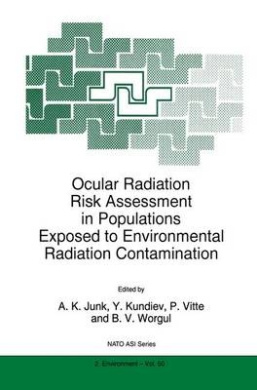 Ocular Radiation
Risk Assessment
in Populations
Exposed to Environmental
Radiation Contamination
Edited by
A. K. Junk, Y. Kundiev, P. Vitte
and B. V. Worgul
NATO ASI Series
2. Environment – Vol. 50